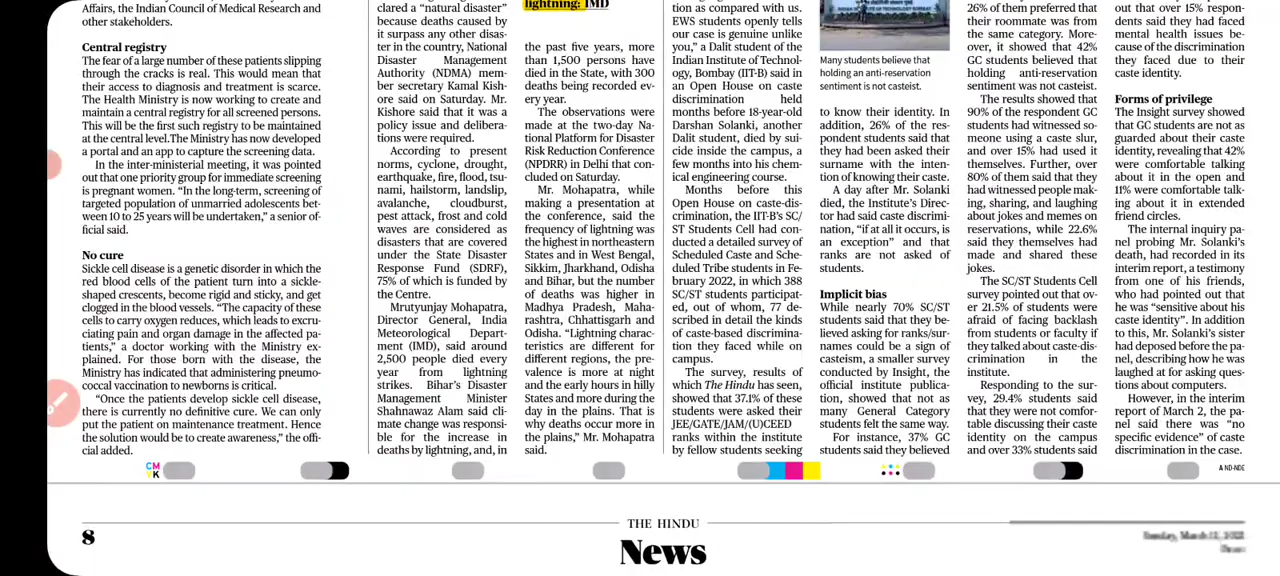 Affairs, the Indian Council of Medical Research and
other stakeholders.
Central registry
The fear of a large number of these patients slipping
through the cracks is real. This would mean that
their access to diagnosis and treatment is scarce.
The Health Ministry is now working to create and
maintain a central registry for all screened persons.
This will be the first such registry to be maintained
at the central level.The Ministry has now developed
a portal and an app to capture the screening data.
In the inter-ministerial meeting, it was pointed
out that one priority group for immediate screening
is pregnant women. “In the long-term, screening of
targeted population of unmarried adolescents bet-
ween 10 to 25 years will be undertaken,” a senior of-
ficial said.
No cure
Sickle cell disease is a genetic disorder in which the
red blood cells of the patient turn into a sickle-
shaped crescents, become rigid and sticky, and get
clogged in the blood vessels. “The capacity of these
cells to carry oxygen reduces, which leads to excru-
ciating pain and organ damage in the affected pa-
tients,” a doctor working with the Ministry ex-
plained. For those born with the disease, the
Ministry has indicated that administering pneumo-
coccal vaccination to newborns is critical.
“Once the patients develop sickle cell disease,
there is currently no definitive cure. We can only
put the patient on maintenance treatment. Hence
the solution would be to create awareness,” the offi-
cial added.
clared a “natural disaster”
because deaths caused by
it surpass any other disas-
ter in the country, National
Disaster Management
Authority (NDMA) mem-
ber secretary Kamal Kish-
ore said on Saturday. Mr.
Kishore said that it was a
policy issue and delibera-
tions were required.
According to present
norms, cyclone, drought,
earthquake, fire, flood, tsu-
nami, hailstorm, landslip,
avalanche, cloudburst,
pest attack, frost and cold
waves are considered as
disasters that are covered
under the State Disaster
Response Fund (SDRF),
75% of which is funded by
the Centre.
Mrutyunjay Mohapatra,
Director General, India
Meteorological Depart-
ment (IMD), said around
2,500 people died every
year from lightning
strikes. Bihar’s Disaster
Management Minister
Shahnawaz Alam said cli-
mate change was responsi-
ble for the increase in
deaths by lightning, and, in
lightning: IMD
the past five years, more
than 1,500 persons have
died in the State, with 300
deaths being recorded ev-
ery year.
The observations were
made at the two-day Na-
tional Platform for Disaster
Risk Reduction Conference
(NPDRR) in Delhi that con-
cluded on Saturday.
Mr. Mohapatra, while
making a presentation at
the conference, said the
frequency of lightning was
the highest in northeastern
States and in West Bengal,
Sikkim, Jharkhand, Odisha
and Bihar, but the number
of deaths was higher in
Madhya Pradesh, Maha-
rashtra, Chhattisgarh and
Odisha. “Lightning charac-
teristics are different for
different regions, the pre-
valence is more at night
and the early hours in hilly
States and more during the
day in the plains. That is
why deaths occur more in
the plains,” Mr. Mohapatra
said.
tion as compared with us.
EWS students openly tells
our case is genuine unlike
you,” a Dalit student of the
Indian Institute of Technol-
ogy, Bombay (IIT-B) said in
an Open House on caste
discrimination held
months before 18-year-old
Darshan Solanki, another
Dalit student, died by sui-
cide inside the campus, a
few months into his chem-
ical engineering course.
Months before this
Open House on caste-dis-
crimination, the IIT-B’s SC/
ST Students Cell had con-
ducted a detailed survey of
Scheduled Caste and Sche-
duled Tribe students in Fe-
bruary 2022, in which 388
SC/ST students participat-
ed, out of whom, 77 de-
scribed in detail the kinds
of caste-based discrimina-
tion they faced while on
campus.
The survey, results of
which The Hindu has seen,
showed that 37.1% of these
students were asked their
JEE/GATE/JAM/(U)CEED
ranks within the institute
by fellow students seeking
Many students believe that
holding an anti-reservation
sentiment is not casteist.
to know their identity. In
addition, 26% of the res-
pondent students said that
they had been asked their
surname with the inten-
tion of knowing their caste.
A day after Mr. Solanki
died, the Institute’s Direc-
tor had said caste discrimi-
nation, “if at all it occurs, is
an exception” and that
ranks are not asked of
students.
Implicit bias
While nearly 70% SC/ST
students said that they be-
lieved asking for ranks/sur-
names could be a sign of
casteism, a smaller survey
conducted by Insight, the
official institute publica-
tion, showed that not as
many General Category
students felt the same way.
For instance, 37% GC
students said they believed
26% of them preferred that
their roommate was from
the same category. More-
over, it showed that 42%
GC students believed that
holding anti-reservation
sentiment was not casteist.
The results showed that
90% of the respondent GC
students had witnessed so-
meone using a caste slur,
and over 15% had used it
themselves. Further, over
80% of them said that they
had witnessed people mak-
ing, sharing, and laughing
about jokes and memes on
reservations, while 22.6%
said they themselves had
made and shared these
jokes.
The SC/ST Students Cell
survey pointed out that ov-
er 21.5% of students were
afraid of facing backlash
from students or faculty if
they talked about caste-dis-
crimination in the
institute.
Responding to the sur-
vey, 29.4% students said
that they were not comfor-
table discussing their caste
identity on the campus
and over 33% students said
out that over 15% respon-
dents said they had faced
mental health issues be-
cause of the discrimination
they faced due to their
caste identity.
Forms of privilege
The Insight survey showed
that GC students are not as
guarded about their caste
identity, revealing that 42%
were comfortable talking
about it in the open and
11% were comfortable talk-
ing about it in extended
friend circles.
The internal inquiry pa-
nel probing Mr. Solanki’s
death, had recorded in its
interim report, a testimony
from one of his friends,
who had pointed out that
he was “sensitive about his
caste identity”. In addition
to this, Mr. Solanki’s sister
had deposed before the pa-
nel, describing how he was
laughed at for asking ques-
tions about computers.
However, in the interim
report of March 2, the pa-
nel said there was “no
specific evidence” of caste
discrimination in the case.
CM
YK
A ND-NDE
8
THE HINDU
News